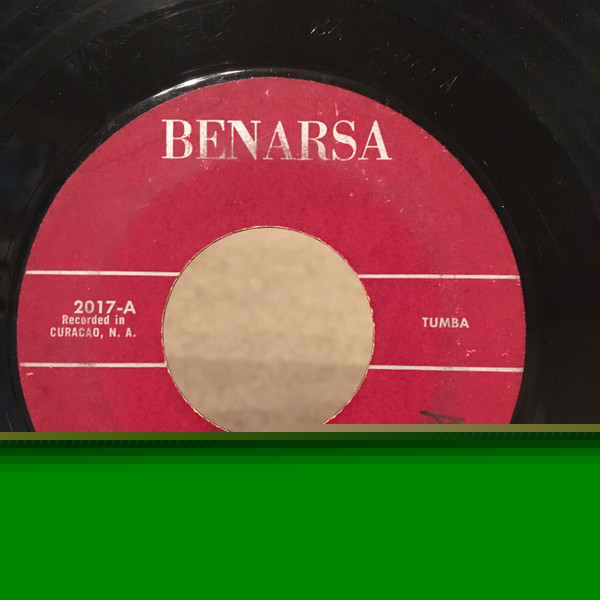 BENARSA
2017-A
Recorded in
CURACAO, N. A.
TUMBA